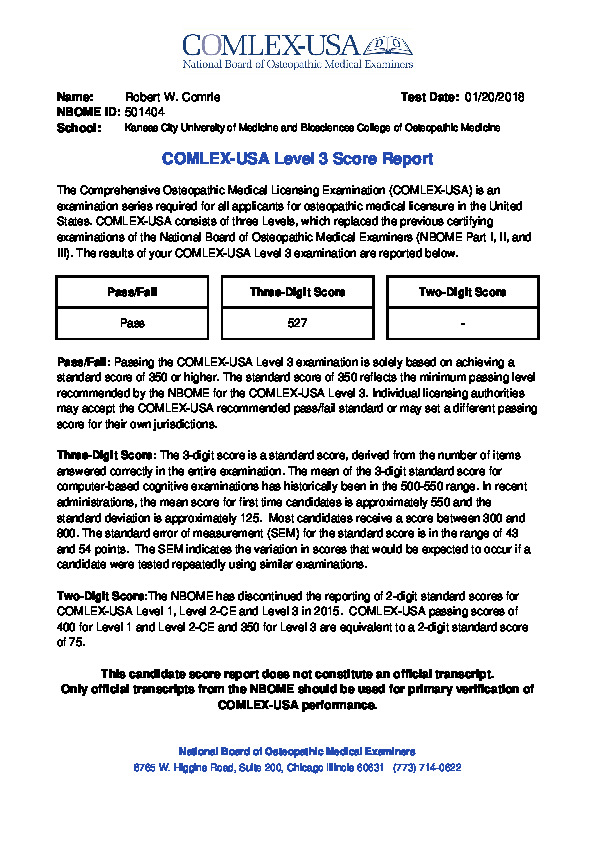 COMLEX-USA
National Board of Osteopathic Medical Examiners
Name: Robert W. Comrie Test Date: 01/20/2018
NBOME ID: 501404
School: Kansas City University of Medicine and Biosciences College of Osteopathic Medicine
COMLEX-USA Level 3 Score Report
The Comprehensive Osteopathic Medical Licensing Examination (COMLEX-USA) is an
examination series required for all applicants for osteopathic medical licensure in the United
States. COMLEX-USA consists of three Levels, which replaced the previous certifying
examinations of the National Board of Osteopathic Medical Examiners (NBOME Part I, II, and
III). The results of your COMLEX-USA Level 3 examination are reported below.
Pass/Fail Three-Digit Score Two-Digit Score
Pass 527 -
Pass/Fail: Passing the COMLEX-USA Level 3 examination is solely based on achieving a
standard score of 350 or higher. The standard score of 350 reflects the minimum passing level
recommended by the NBOME for the COMLEX-USA Level 3. Individual licensing authorities
may accept the COMLEX-USA recommended pass/fail standard or may set a different passing
score for their own jurisdictions.
Three-Digit Score: The 3-digit score is a standard score, derived from the number of items
answered correctly in the entire examination. The mean of the 3-digit standard score for
computer-based cognitive examinations has historically been in the 500-550 range. In recent
administrations, the mean score for first time candidates is approximately 550 and the
standard deviation is approximately 125. Most candidates receive a score between 300 and
800. The standard error of measurement (SEM) for the standard score is in the range of 43
and 54 points. The SEM indicates the variation in scores that would be expected to occur if a
candidate were tested repeatedly using similar examinations.
Two-Digit Score:The NBOME has discontinued the reporting of 2-digit standard scores for
COMLEX-USA Level 1, Level 2-CE and Level 3 in 2015. COMLEX-USA passing scores of
400 for Level 1 and Level 2-CE and 350 for Level 3 are equivalent to a 2-digit standard score
of 75.
This candidate score report does not constitute an official transcript.
Only official transcripts from the NBOME should be used for primary verification of
COMLEX-USA performance.
National Board of Osteopathic Medical Examiners
8765 W. Higgins Road, Suite 200, Chicago Illinois 60631 (773) 714-0622